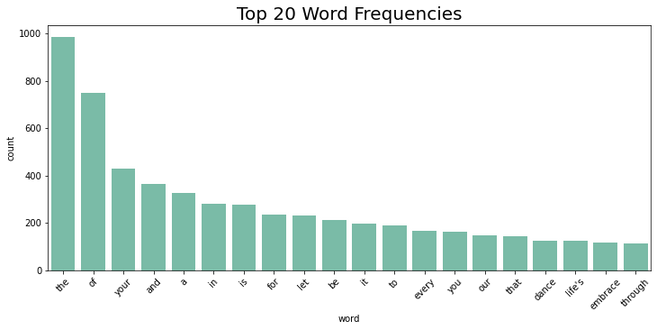 Top 20 Word Frequencies
1000
800
600
400
200
0
count
the of your and a in is for let be it to every you our that dance life's embrace through
word